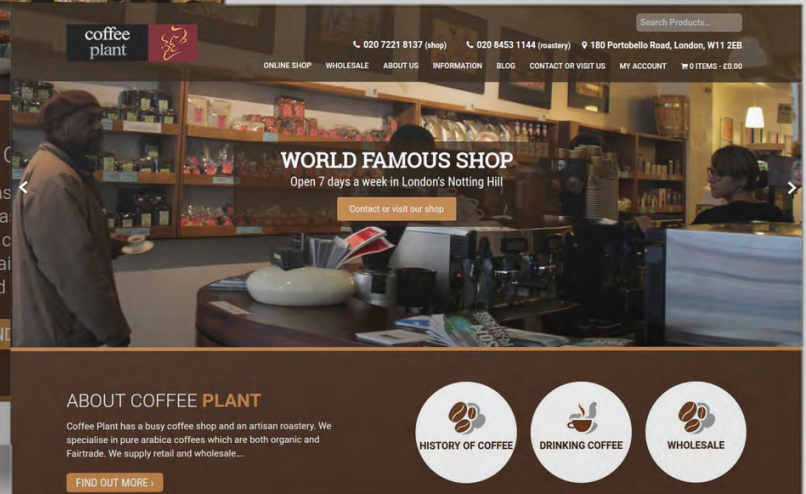 Search Products...
coffee
plant
020 7221 8137 (shop) 020 8453 1144 (roastery) 180 Portobello Road, London, W11 2EB
ONLINE SHOP WHOLESALE ABOUT US INFORMATION BLOG CONTACT OR VISIT US MY ACCOUNT 0 ITEMS - £0.00
WORLD FAMOUS SHOP
Open 7 days a week in London's Notting Hill
Contact or visit our shop
ABOUT COFFEE PLANT
Coffee Plant has a busy coffee shop and an artisan roastery. We
specialise in pure arabica coffees which are both organic and
Fairtrade. We supply retail and wholesale....
FIND OUT MORE ›
HISTORY OF COFFEE
DRINKING COFFEE
WHOLESALE